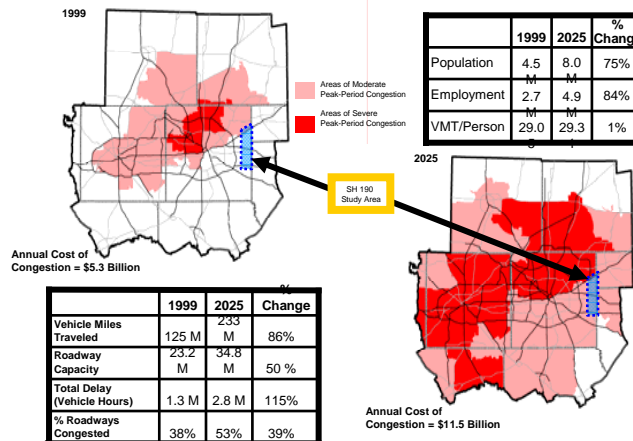 1999
Areas of Moderate
Peak-Period Congestion
Areas of Severe
Peak-Period Congestion
%
1999 2025 Chang
Population 4.5 M 8.0 M 75%
Employment 2.7 M 4.9 M 84%
VMT/Person 29.0 29.3 1%
2025
SH 190
Study Area
Annual Cost of
Congestion = $5.3 Billion
%
1999 2025 Change
Vehicle Miles
Traveled 125 M 233 M 86%
Roadway
Capacity 23.2 M 34.8 M 50 %
Total Delay
(Vehicle Hours) 1.3 M 2.8 M 115%
% Roadways
Congested 38% 53% 39%
Annual Cost of
Congestion = $11.5 Billion